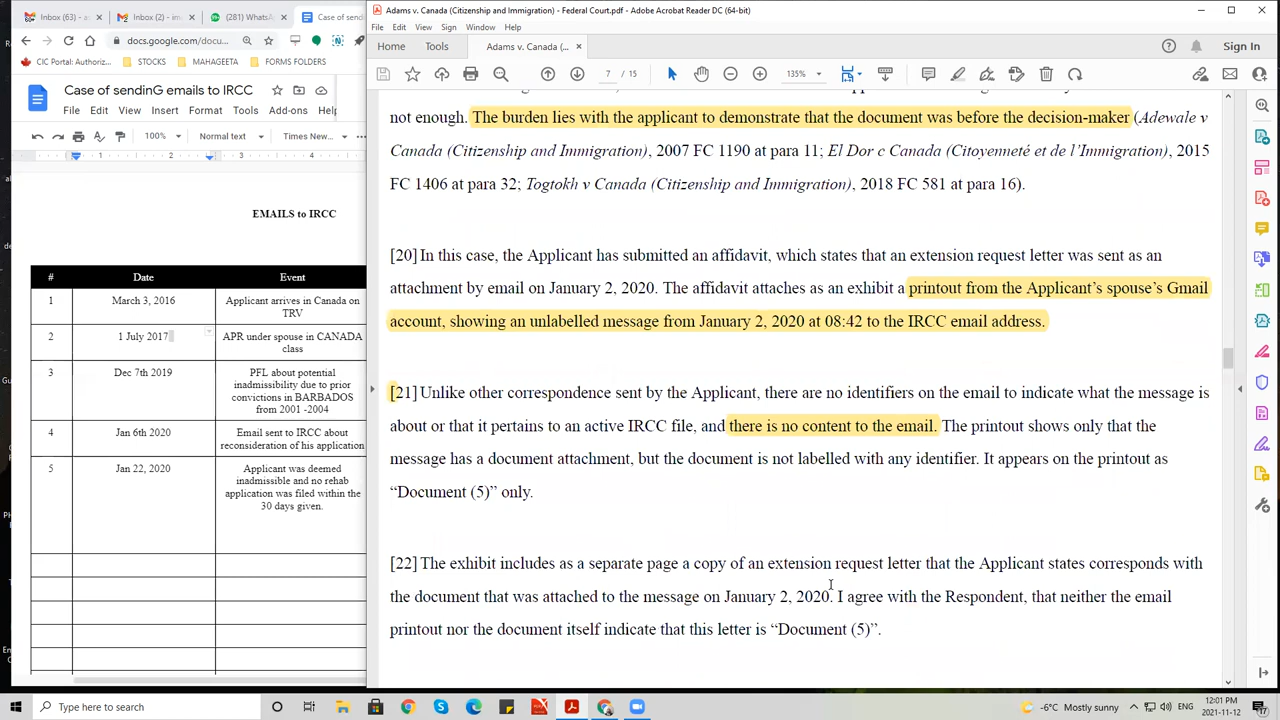 Inbox (63) - i
Inbox (2) - ima
(281) WhatsA
Case of sen
docs.google.com/docu...
CIC Portal: Authoriz...
STOCKS
MAHAGEETA
FORMS FOLDERS
Case of sendinG emails to IRCC
File Edit View Insert Format Tools Add-ons Help
100% Normal text Times New...
1 2 3 4
EMAILS to IRCC
# Date Event
1 March 3, 2016 Applicant arrives in Canada on
TRV
2 1 July 2017 APR under spouse in CANADA
class
3 Dec 7th 2019 PFL about potential
inadmissibility due to prior
convictions in BARBADOS
from 2001 -2004
4 Jan 6th 2020 Email sent to IRCC about
reconsideration of his application
5 Jan 22, 2020 Applicant was deemed
inadmissible and no rehab
application was filed within the
30 days given.
Adams v. Canada (Citizenship and Immigration) - Federal Court.pdf - Adobe Acrobat Reader DC (64-bit)
File Edit View Sign Window Help
Home Tools Adams v. Canada (... Sign In
7 / 15 135%
not enough. The burden lies with the applicant to demonstrate that the document was before the decision-maker (Adewale v
Canada (Citizenship and Immigration), 2007 FC 1190 at para 11; El Dor c Canada (Citoyenneté et de l’Immigration), 2015
FC 1406 at para 32; Togtokh v Canada (Citizenship and Immigration), 2018 FC 581 at para 16).
[20] In this case, the Applicant has submitted an affidavit, which states that an extension request letter was sent as an
attachment by email on January 2, 2020. The affidavit attaches as an exhibit a printout from the Applicant’s spouse’s Gmail
account, showing an unlabelled message from January 2, 2020 at 08:42 to the IRCC email address.
[21] Unlike other correspondence sent by the Applicant, there are no identifiers on the email to indicate what the message is
about or that it pertains to an active IRCC file, and there is no content to the email. The printout shows only that the
message has a document attachment, but the document is not labelled with any identifier. It appears on the printout as
“Document (5)” only.
[22] The exhibit includes as a separate page a copy of an extension request letter that the Applicant states corresponds with
the document that was attached to the message on January 2, 2020. I agree with the Respondent, that neither the email
printout nor the document itself indicate that this letter is “Document (5)”.
Type here to search
-6°C Mostly sunny
ENG
12:01 PM
2021-11-12
17